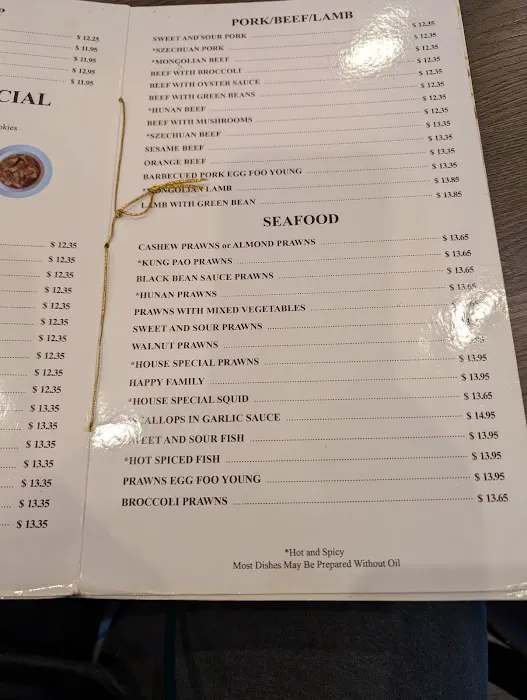 $ 12.25
$ 11.95
$ 11.95
$ 12.95
$ 11.95
CIAL
okies
$ 12.35
$ 12.35
$ 12.35
$ 12.35
$ 12.35
$ 12.35
$ 12.35
$ 12.35
$ 12.35
$ 12.35
$ 13.35
$ 13.35
$ 13.35
$ 13.35
$ 13.35
$ 13.35
$ 13.35
PORK/BEEF/LAMB
SWEET AND SOUR PORK $ 12.35
*SZECHUAN PORK $ 12.35
*MONGOLIAN BEEF $ 12.35
BEEF WITH BROCCOLI $ 12.35
BEEF WITH OYSTER SAUCE $ 12.35
BEEF WITH GREEN BEANS $ 12.35
*HUNAN BEEF $ 12.35
BEEF WITH MUSHROOMS $ 12.35
*SZECHUAN BEEF $ 13.35
SESAME BEEF $ 13.35
ORANGE BEEF $ 13.35
BARBECUED PORK EGG FOO YOUNG $ 13.35
*MONGOLIAN LAMB $ 13.85
LAMB WITH GREEN BEAN $ 13.85
SEAFOOD
CASHEW PRAWNS or ALMOND PRAWNS $ 13.65
*KUNG PAO PRAWNS $ 13.65
BLACK BEAN SAUCE PRAWNS $ 13.65
*HUNAN PRAWNS $ 13.65
PRAWNS WITH MIXED VEGETABLES
SWEET AND SOUR PRAWNS
WALNUT PRAWNS
*HOUSE SPECIAL PRAWNS $ 13.95
HAPPY FAMILY $ 13.95
*HOUSE SPECIAL SQUID $ 13.65
SCALLOPS IN GARLIC SAUCE $ 14.95
SWEET AND SOUR FISH $ 13.95
*HOT SPICED FISH $ 13.95
PRAWNS EGG FOO YOUNG $ 13.95
BROCCOLI PRAWNS $ 13.65
*Hot and Spicy
Most Dishes May Be Prepared Without Oil